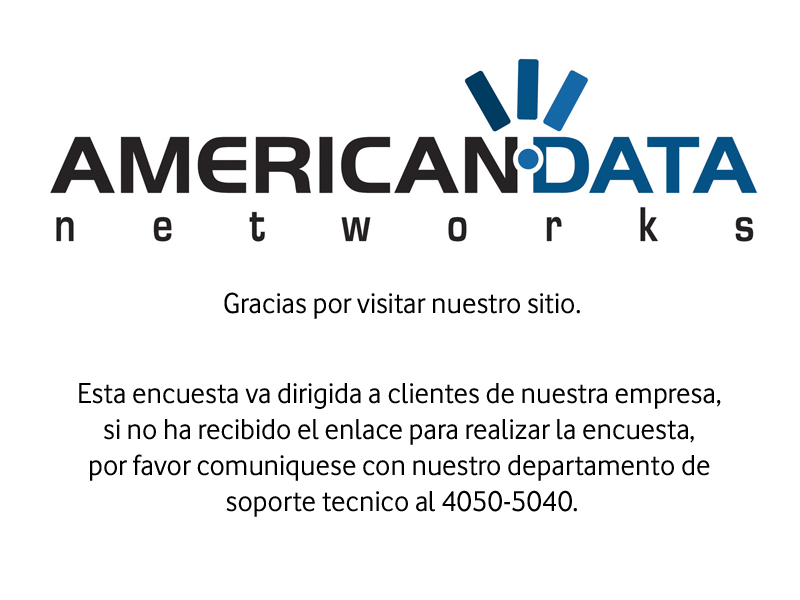 AMERICAN DATA
networks
Gracias por visitar nuestro sitio.
Esta encuesta va dirigida a clientes de nuestra empresa,
si no ha recibido el enlace para realizar la encuesta,
por favor comuniquese con nuestro departamento de
soporte tecnico al 4050-5040.